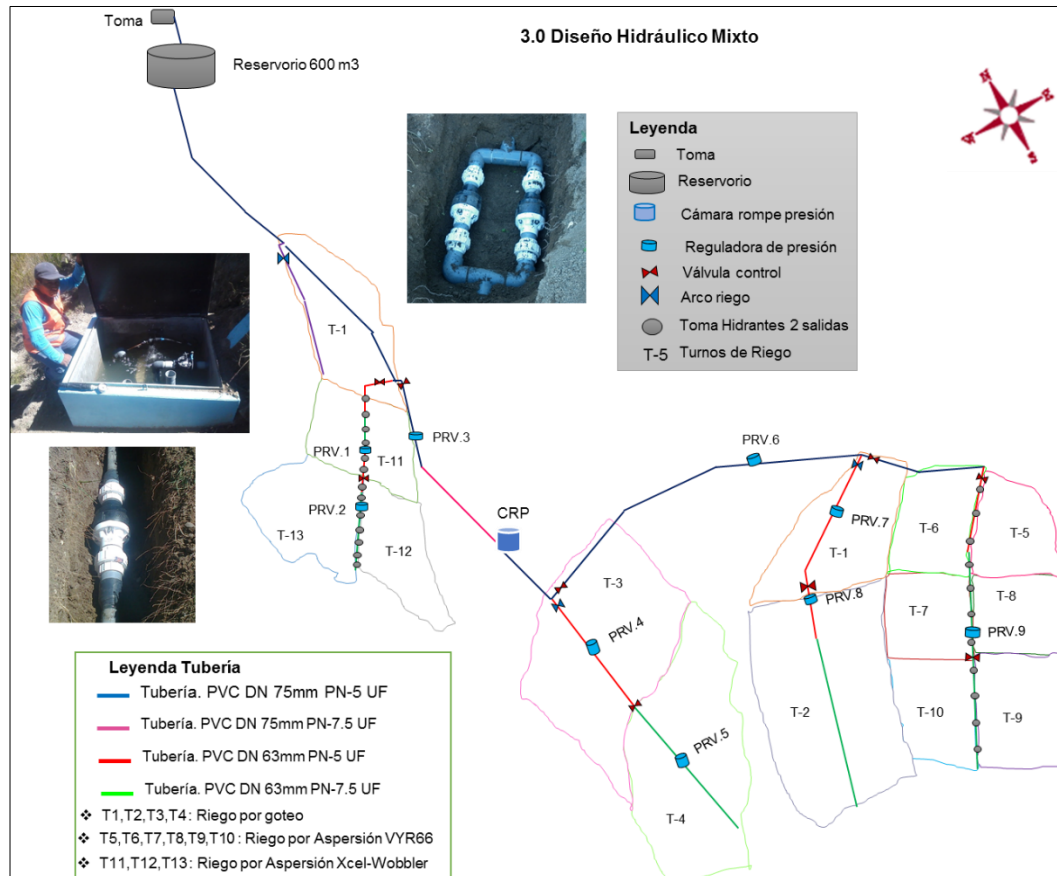 3.0 Diseño Hidráulico Mixto
Toma
Reservorio 600 m3
Leyenda
Toma
Reservorio
Cámara rompe presión
Reguladora de presión
Válvula control
Arco riego
Toma Hidrantes 2 salidas
T-5 Turnos de Riego
T-1
PRV.3
PRV.1
T-11
PRV.2
T-13
T-12
CRP
PRV.6
PRV.7
T-6
T-5
T-1
T-3
T-7
T-8
PRV.8
PRV.4
PRV.9
T-2
T-10
T-9
PRV.5
T-4
Leyenda Tubería
Tubería. PVC DN 75mm PN-5 UF
Tubería. PVC DN 75mm PN-7.5 UF
Tubería. PVC DN 63mm PN-5 UF
Tubería. PVC DN 63mm PN-7.5 UF
❖ T1,T2,T3,T4: Riego por goteo
❖ T5,T6,T7,T8,T9,T10: Riego por Aspersión VYR66
❖ T11,T12,T13: Riego por Aspersión Xcel-Wobbler